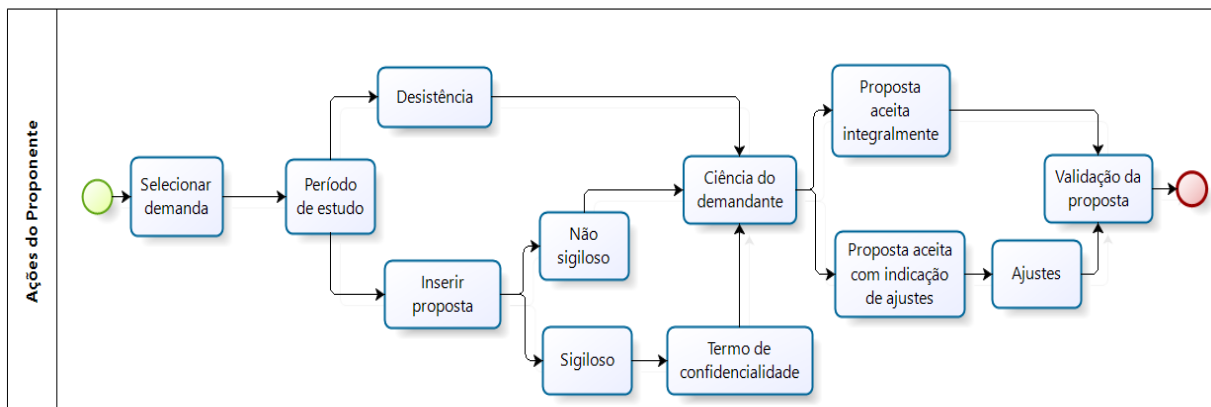 Ações do Proponente
Selecionar
demanda
Período
de estudo
Desistência
Inserir
proposta
Não
sigiloso
Sigiloso
Termo de
confidencialidade
Ciência do
demandante
Proposta
aceita
integralmente
Proposta aceita
com indicação
de ajustes
Ajustes
Validação da
proposta